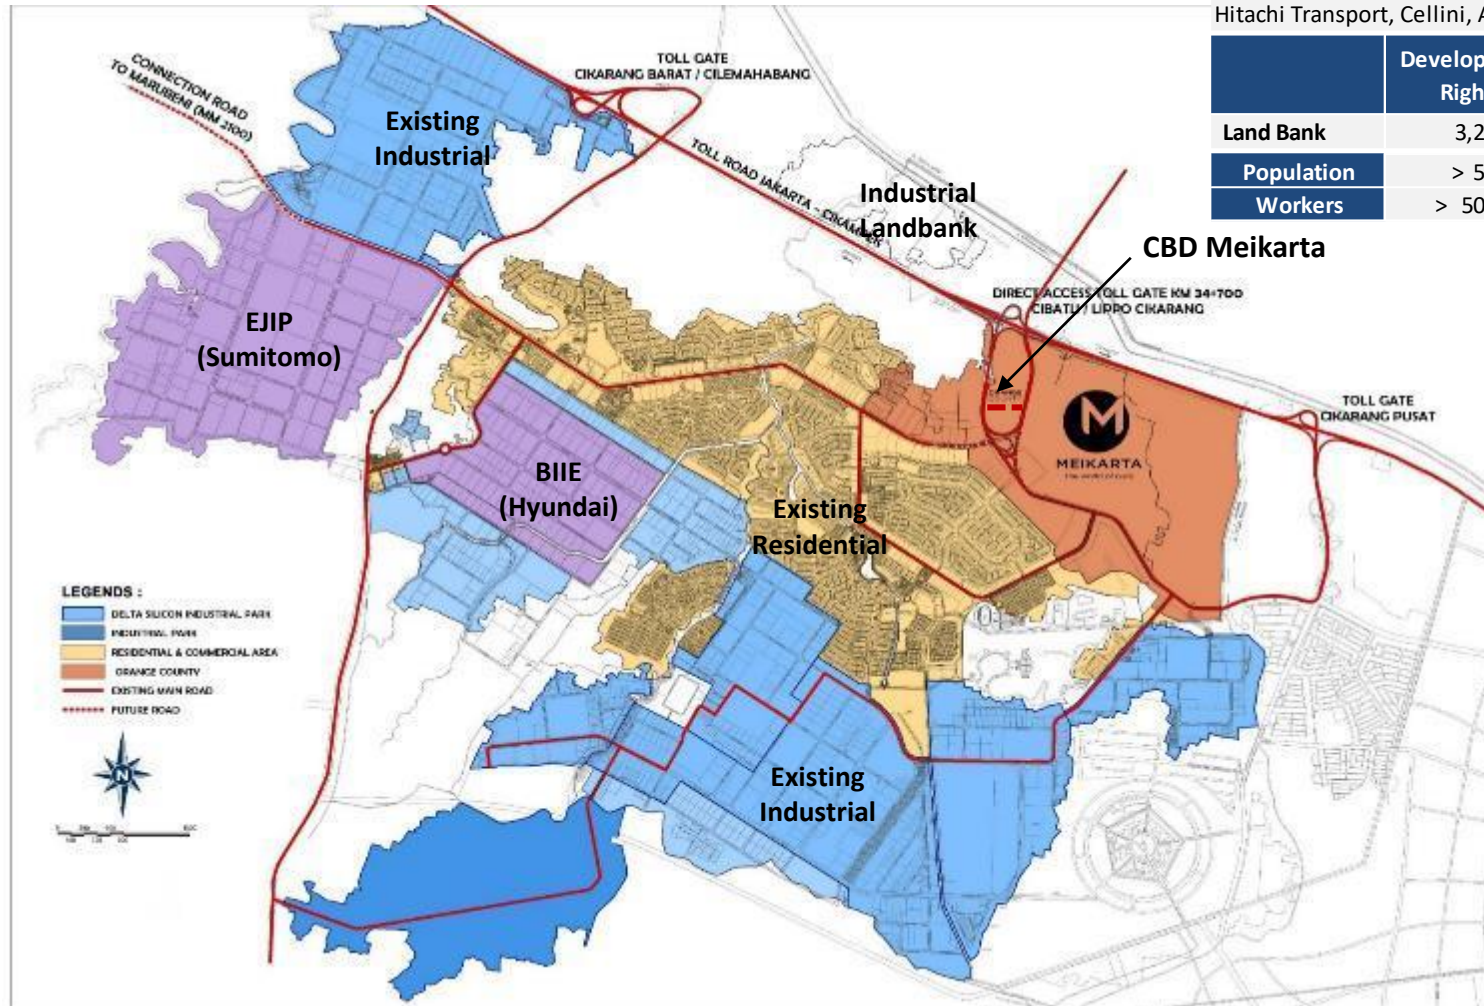 Hitachi Transport, Cellini, A
Develop
Righ
Land Bank 3,2
Population > 5
Workers > 50
CONNECTION ROAD
TO MARUBENI (MM 2100)
TOLL GATE
CIKARANG BARAT / CILEMAHABANG
Existing
Industrial
TOLL ROAD JAKARTA - CIKAMPEK
Industrial
Landbank
CBD Meikarta
DIRECT ACCESS TOLL GATE KM 34+700
CIBATU / LIPPO CIKARANG
EJIP
(Sumitomo)
TOLL GATE
CIKARANG PUSAT
M
MEIKARTA
BIIE
(Hyundai)
Existing
Residential
LEGENDS :
DELTA SILICON INDUSTRIAL PARK
INDUSTRIAL PARK
RESIDENTIAL & COMMERCIAL AREA
ORANGE COUNTY
EXISTING MAIN ROAD
FUTURE ROAD
N
Existing
Industrial